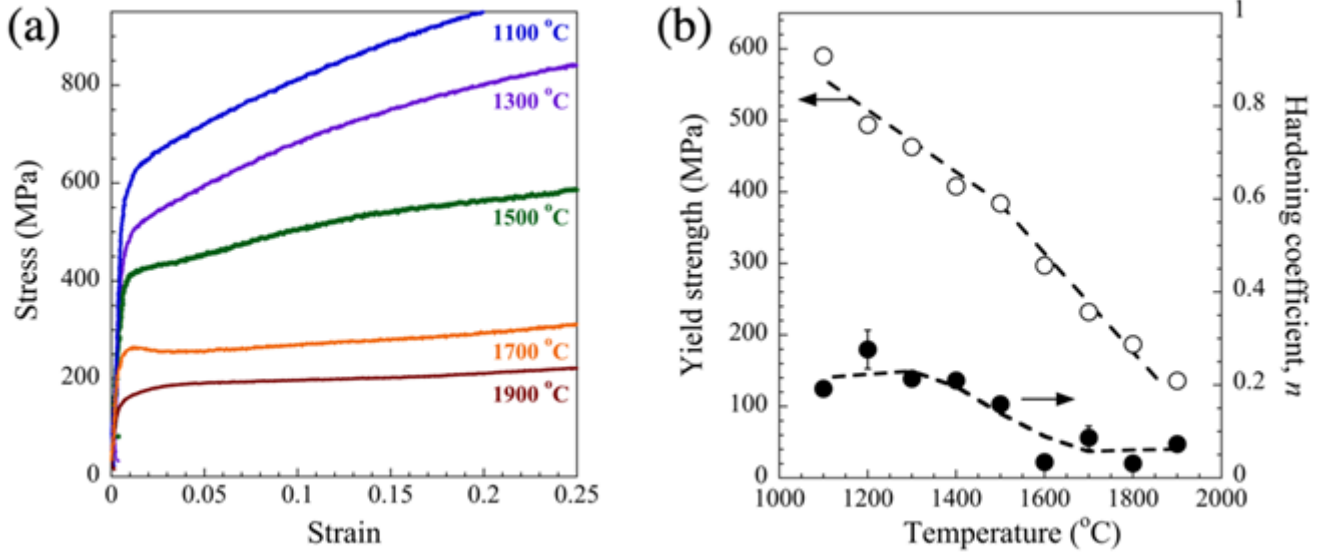 (a)
Stress (MPa)
800
600
400
200
0
1100 °C
1300 °C
1500 °C
1700 °C
1900 °C
0
0.05
0.1
0.15
0.2
0.25
Strain
(b)
Yield strength (MPa)
600
500
400
300
200
100
0
1
0.8
0.6
0.4
0.2
0
Hardening coefficient, n
1000
1200
1400
1600
1800
2000
Temperature (°C)